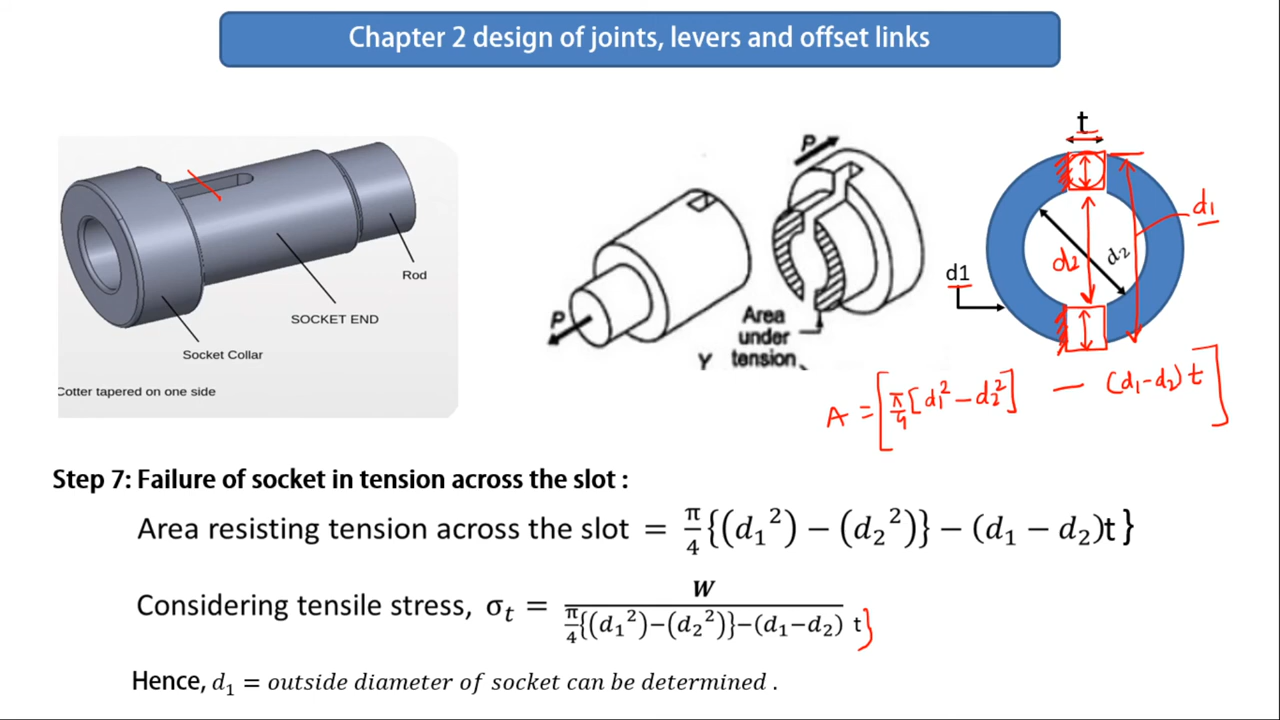 Chapter 2 design of joints, levers and offset links
Rod
SOCKET END
Socket Collar
Cotter tapered on one side
P
P
Area
under
tension
Y
t
d1
d2
d2
d1
A = [π/4 [d₁² − d₂²] − (d₁−d₂) t]
Step 7: Failure of socket in tension across the slot :
Area resisting tension across the slot = π/4 {(d₁²) − (d₂²)} − (d₁ − d₂)t }
Considering tensile stress, σₜ = W / π/4 {(d₁²)−(d₂²)}−(d₁−d₂) t }
Hence, d₁ = outside diameter of socket can be determined .